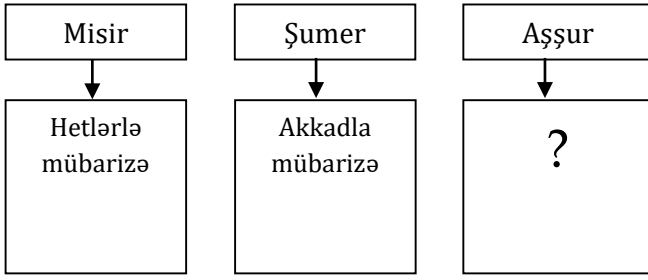 Misir
Şumer
Aşşur
Hetlərlə
mübarizə
Akkadla
mübarizə
?